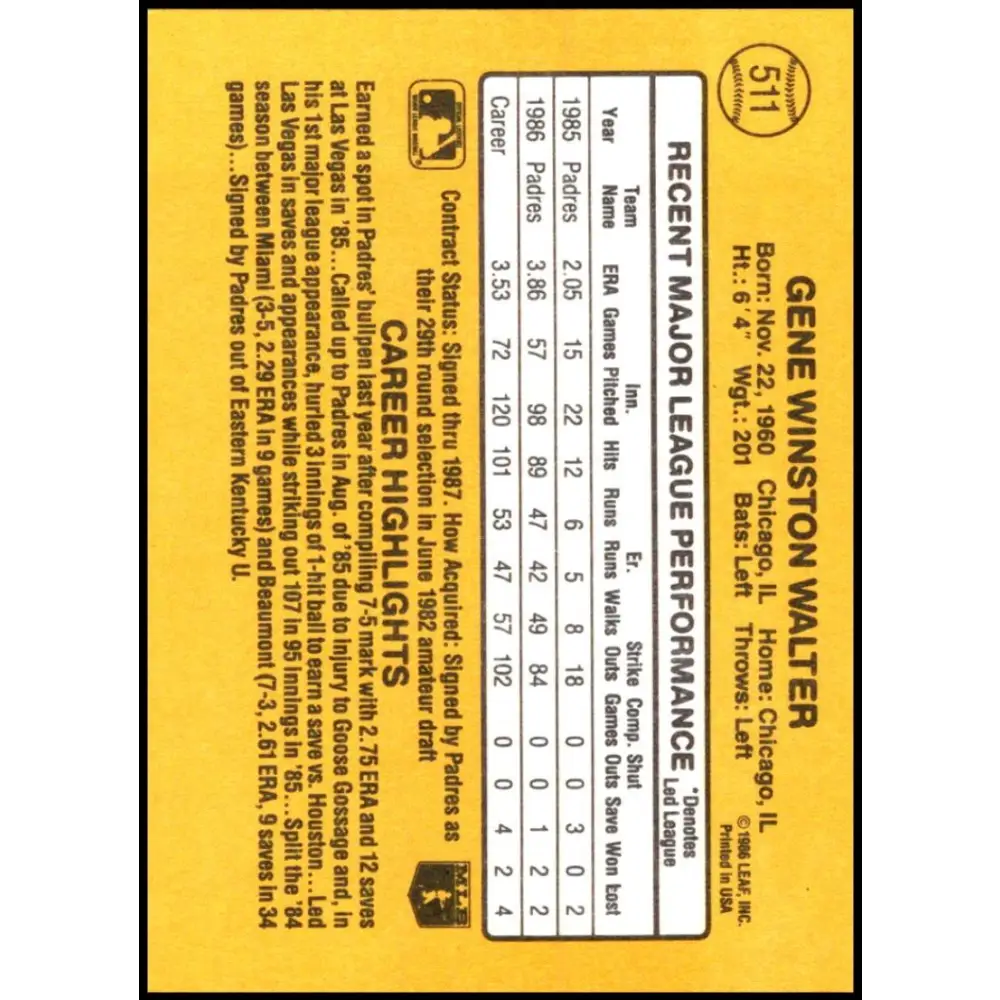 511
GENE WINSTON WALTER
Born: Nov. 22, 1960 Chicago, IL Home: Chicago, IL
Ht.: 6'4" Wgt.: 201 Bats: Left Throws: Left
© 1986 LEAF, INC.
Printed in USA
RECENT MAJOR LEAGUE PERFORMANCE *Denotes Led League
Year Team Name ERA Games Inn. Pitched Hits Runs Er. Runs Walks Strike Outs Comp. Games Shut Outs Save Won Lost
1985 Padres 2.05 15 22 12 6 5 8 18 0 0 3 0 2
1986 Padres 3.86 57 98 89 47 42 49 84 0 0 1 2 2
Career 3.53 72 120 101 53 47 57 102 0 0 4 2 4
Contract Status: Signed thru 1987. How Acquired: Signed by Padres as
their 29th round selection in June 1982 amateur draft
MLB
CAREER HIGHLIGHTS
Earned a spot in Padres' bullpen last year after compiling 7-5 mark with 2.75 ERA and 12 saves
at Las Vegas in '85...Called up to Padres in Aug. of '85 due to injury to Goose Gossage and, in
his 1st major league appearance, hurled 3 innings of 1-hit ball to earn a save vs. Houston...Led
Las Vegas in saves and appearances while striking out 107 in 95 innings in '85...Split the '84
season between Miami (3-5, 2.29 ERA in 9 games) and Beaumont (7-3, 2.61 ERA, 9 saves in 34
games)...Signed by Padres out of Eastern Kentucky U.